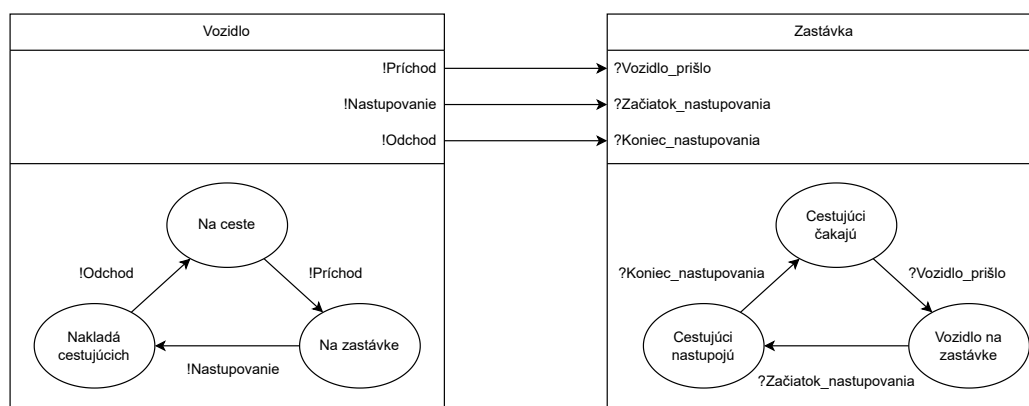 Vozidlo
Zastávka
!Príchod
?Vozidlo_prišlo
!Nastupovanie
?Začiatok_nastupovania
!Odchod
?Koniec_nastupovania
Na ceste
Cestujúci
čakajú
!Odchod
!Príchod
?Koniec_nastupovania
?Vozidlo_prišlo
Nakladá
cestujúcich
Na zastávke
Cestujúci
nastupojú
Vozidlo na
zastávke
!Nastupovanie
?Začiatok_nastupovania